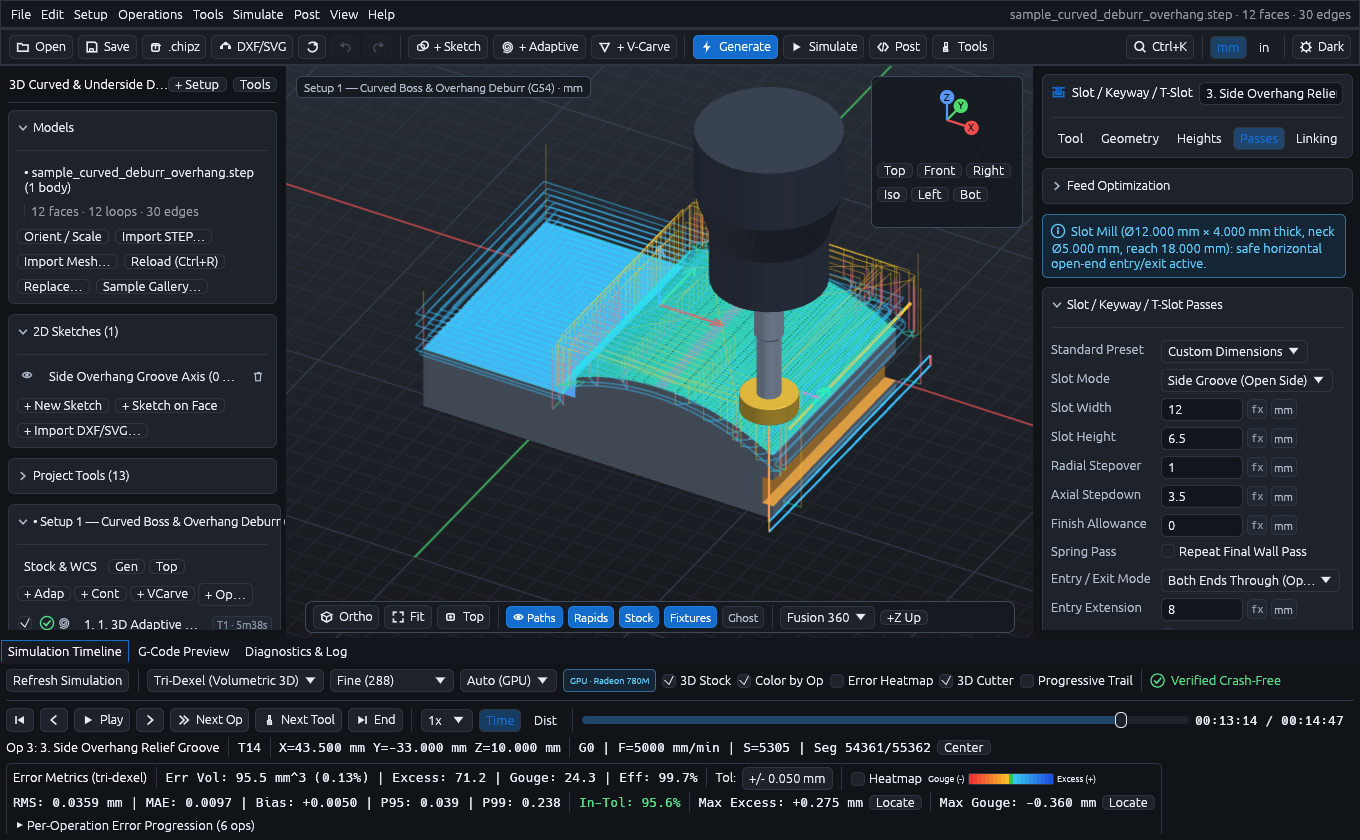 File Edit Setup Operations Tools Simulate Post View Help
sample_curved_deburr_overhang.step · 12 faces · 30 edges
Open Save .chipz DXF/SVG + Sketch + Adaptive + V-Carve Generate Simulate Post Tools Ctrl+K mm in Dark
3D Curved & Underside D... + Setup Tools
Models
• sample_curved_deburr_overhang.step
(1 body)
12 faces · 12 loops · 30 edges
Orient / Scale Import STEP...
Import Mesh... Reload (Ctrl+R)
Replace... Sample Gallery...
2D Sketches (1)
Side Overhang Groove Axis (0 ...
+ New Sketch + Sketch on Face
+ Import DXF/SVG...
Project Tools (13)
• Setup 1 — Curved Boss & Overhang Deburr
Stock & WCS Gen Top
+ Adap + Cont + VCarve + Op...
1. 1. 3D Adaptive ... T1 · 5m38s
Setup 1 — Curved Boss & Overhang Deburr (G54) · mm
Z
Y
X
Top Front Right
Iso Left Bot
Ortho Fit Top Paths Rapids Stock Fixtures Ghost Fusion 360 +Z Up
Slot / Keyway / T-Slot 3. Side Overhang Relie
Tool Geometry Heights Passes Linking
Feed Optimization
Slot Mill (Ø12.000 mm × 4.000 mm thick, neck
Ø5.000 mm, reach 18.000 mm): safe horizontal
open-end entry/exit active.
Slot / Keyway / T-Slot Passes
Standard Preset Custom Dimensions
Slot Mode Side Groove (Open Side)
Slot Width 12 fx mm
Slot Height 6.5 fx mm
Radial Stepover 1 fx mm
Axial Stepdown 3.5 fx mm
Finish Allowance 0 fx mm
Spring Pass Repeat Final Wall Pass
Entry / Exit Mode Both Ends Through (Op...
Entry Extension 8 fx mm
Simulation Timeline G-Code Preview Diagnostics & Log
Refresh Simulation Tri-Dexel (Volumetric 3D) Fine (288) Auto (GPU) GPU · Radeon 780M 3D Stock Color by Op Error Heatmap 3D Cutter Progressive Trail Verified Crash-Free
Play Next Op Next Tool End 1x Time Dist 00:13:14 / 00:14:47
Op 3: 3. Side Overhang Relief Groove T14 X=43.500 mm Y=-33.000 mm Z=10.000 mm G0 | F=5000 mm/min | S=5305 | Seg 54361/55362 Center
Error Metrics (tri-dexel) Err Vol: 95.5 mm^3 (0.13%) | Excess: 71.2 | Gouge: 24.3 | Eff: 99.7% Tol: +/- 0.050 mm Heatmap Gouge (-) Excess (+)
RMS: 0.0359 mm | MAE: 0.0097 | Bias: +0.0050 | P95: 0.039 | P99: 0.238 In-Tol: 95.6% Max Excess: +0.275 mm Locate Max Gouge: -0.360 mm Locate
Per-Operation Error Progression (6 ops)